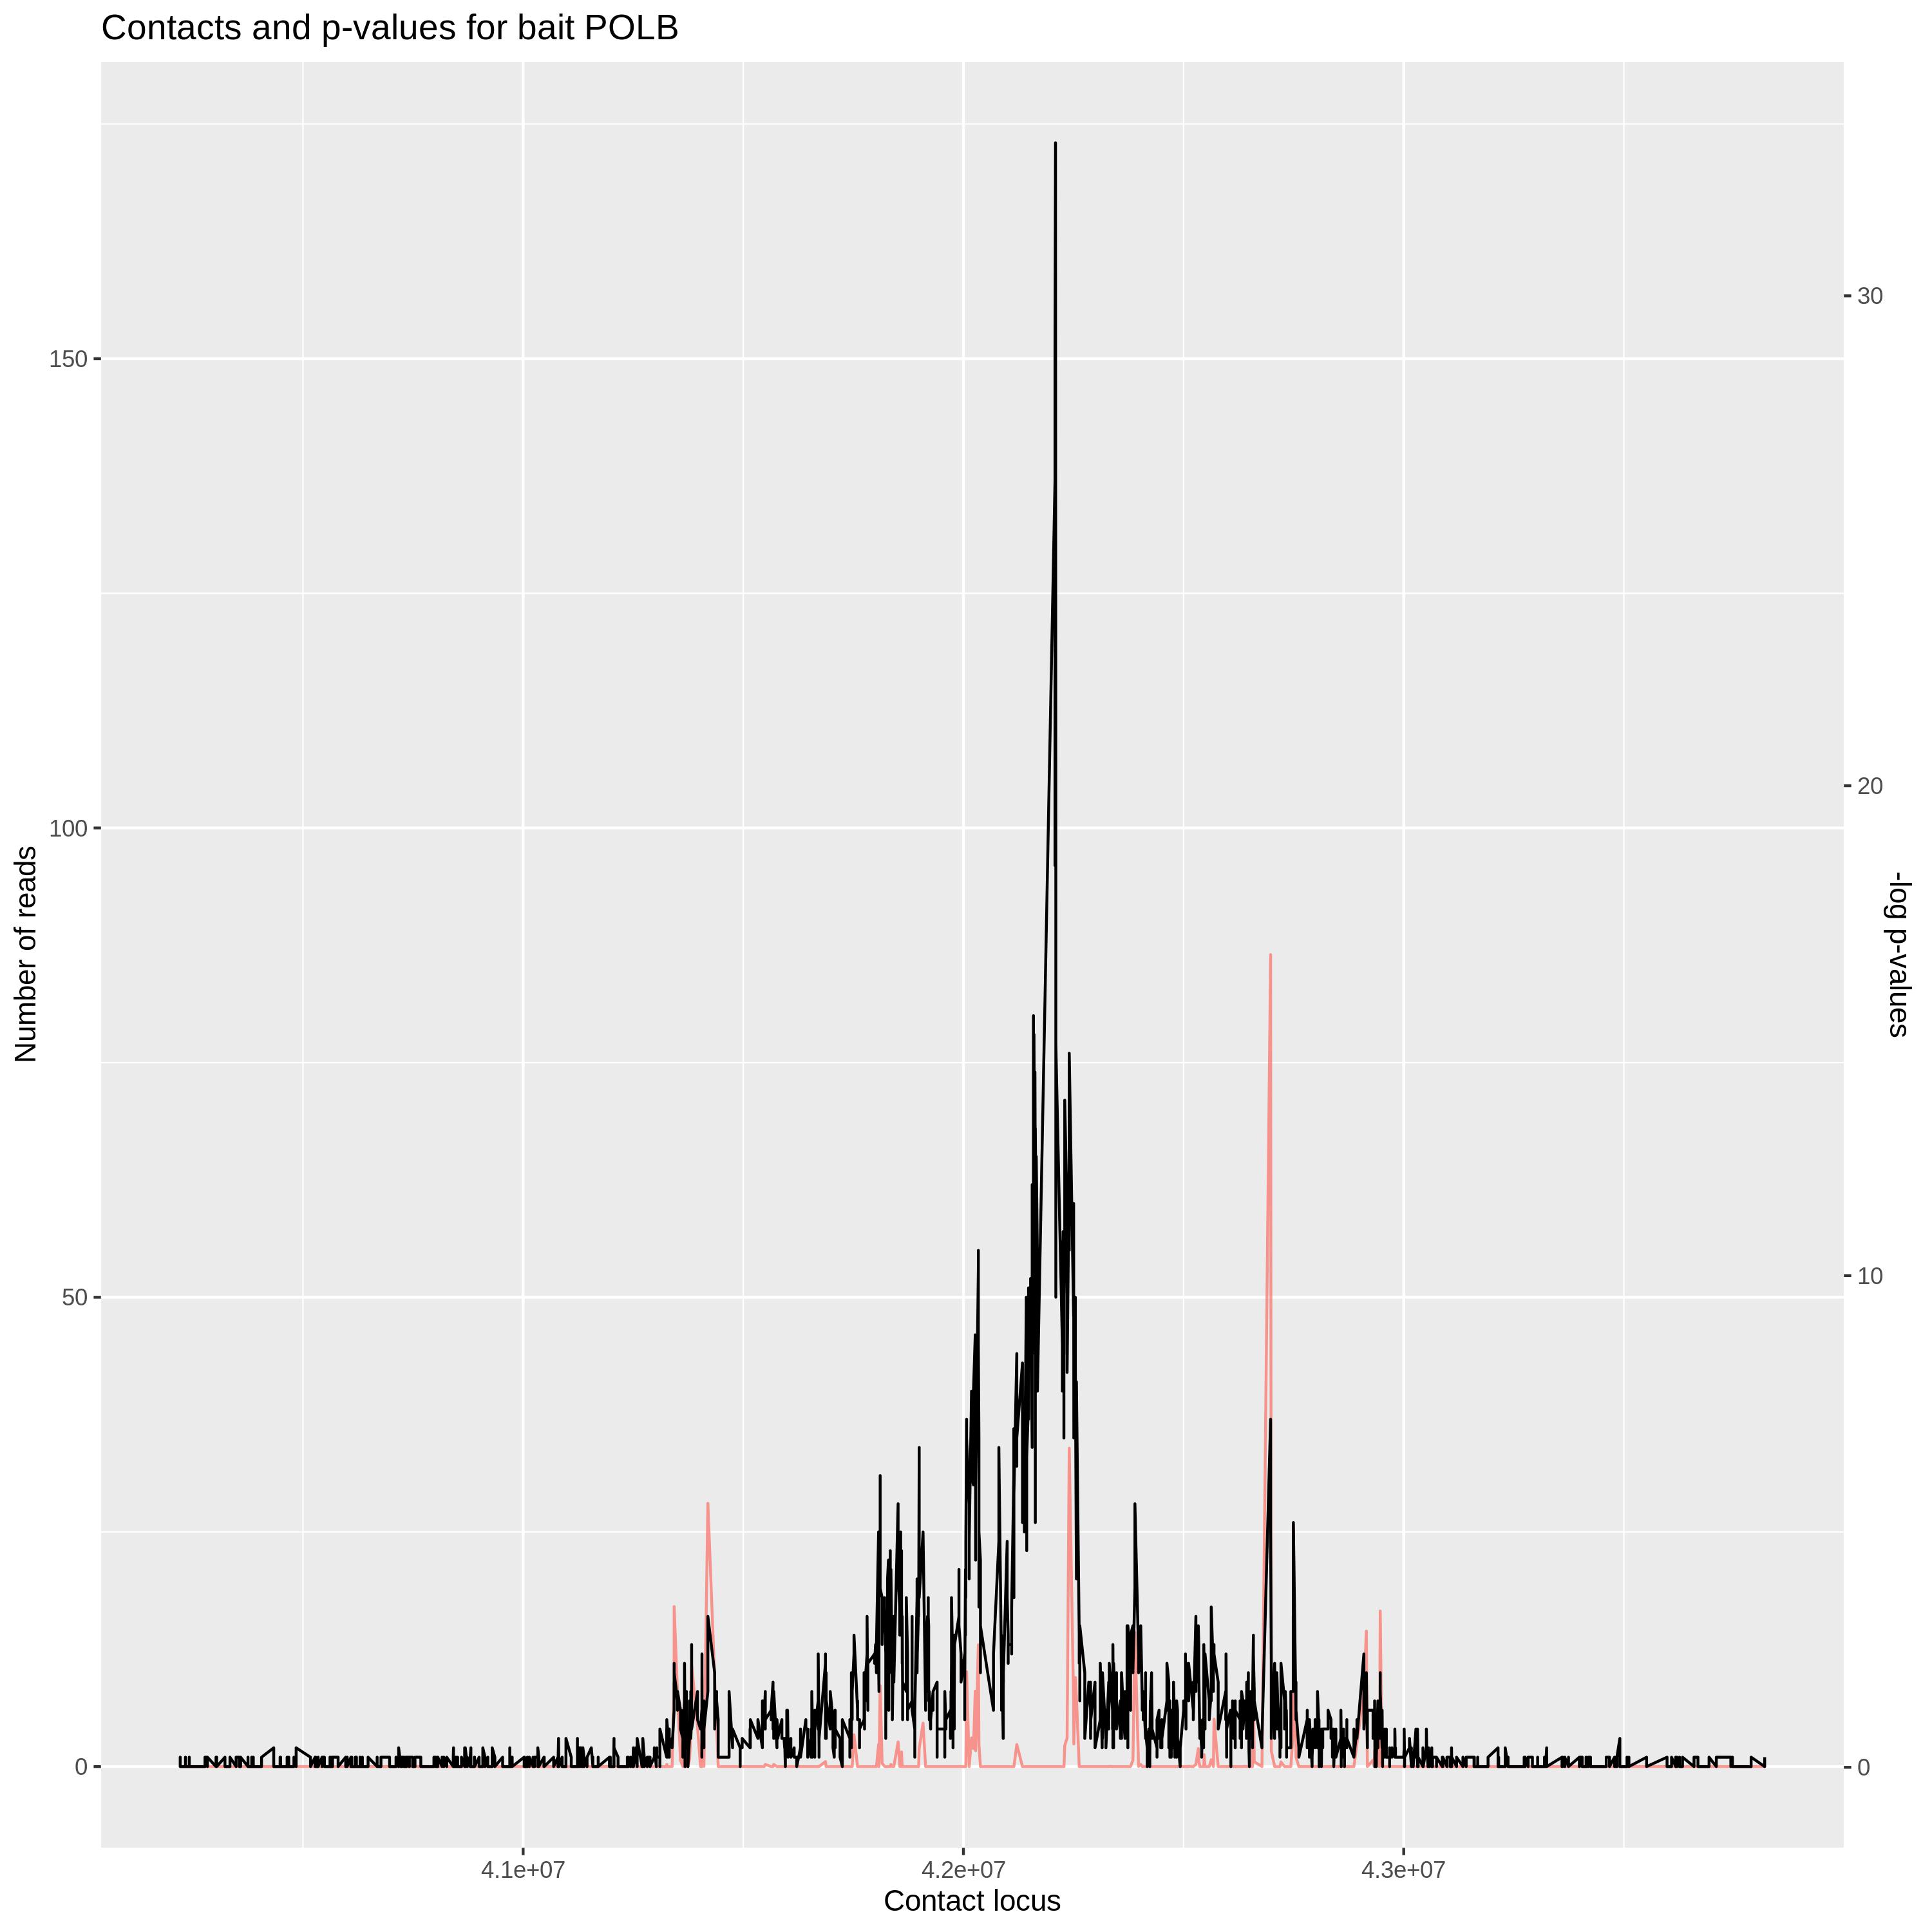 Contacts and p-values for bait POLB
Number of reads
150
100
50
0
30
20
10
0
-log p-values
4.1e+07
4.2e+07
4.3e+07
Contact locus